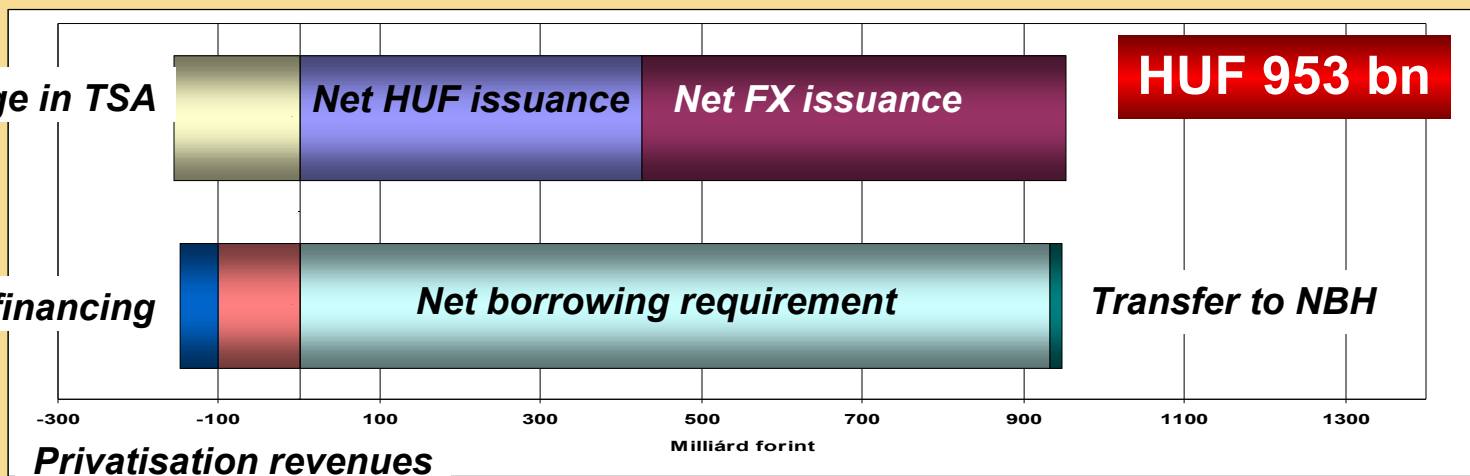 HUF 953 bn
ge in TSA
Net HUF issuance
Net FX issuance
financing
Net borrowing requirement
Transfer to NBH
-300 -100 100 300 500 700 900 1100 1300
Milliárd forint
Privatisation revenues